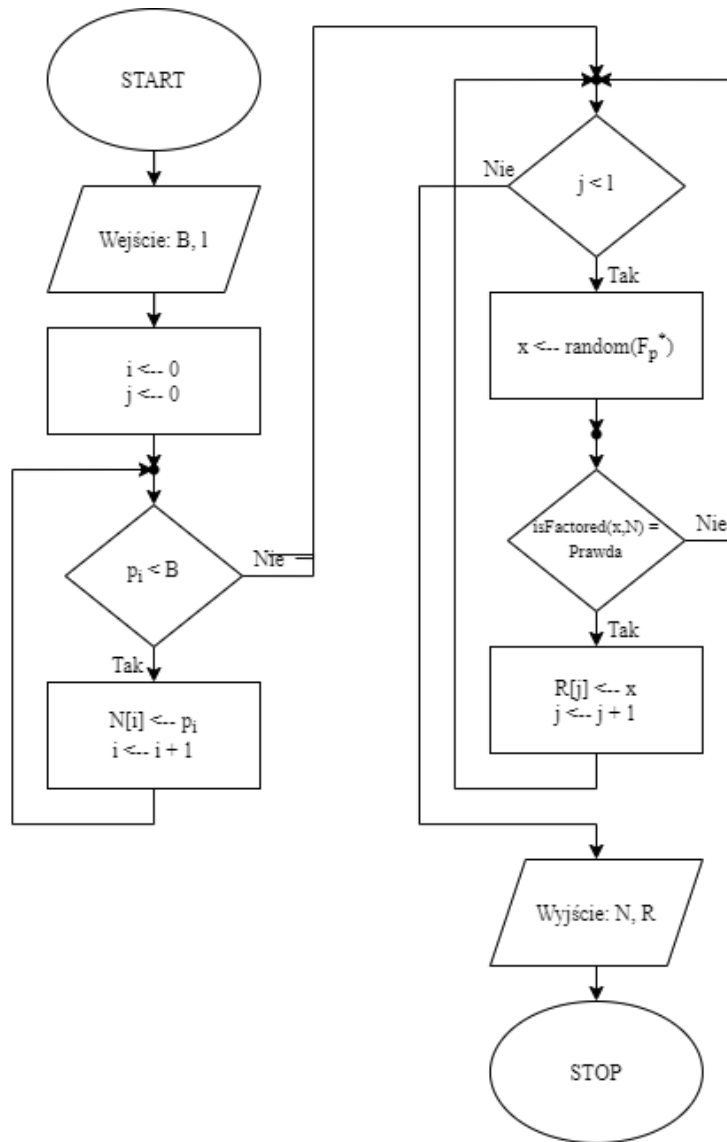 START
Wejście: B, l
i <-- 0
j <-- 0
pᵢ < B
Nie
Tak
N[i] <-- pᵢ
i <-- i + 1
j < l
Nie
Tak
x <-- random(Fₚ*)
isFactored(x,N) =
Prawda
Nie
Tak
R[j] <-- x
j <-- j + 1
Wyjście: N, R
STOP